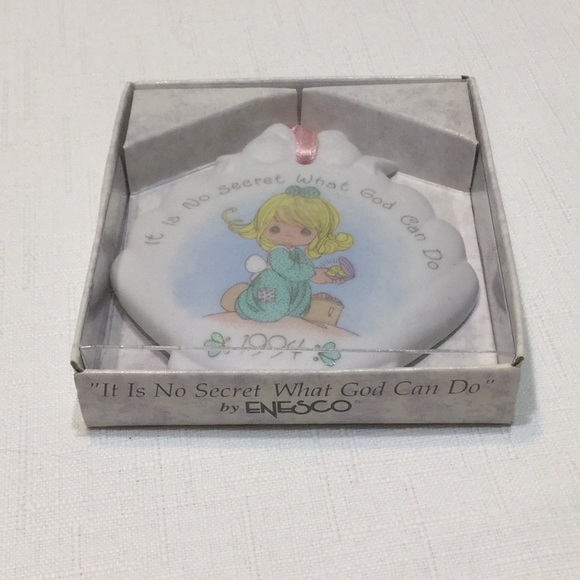 It Is No Secret What God Can Do
1994
"It Is No Secret What God Can Do"
by ENESCO